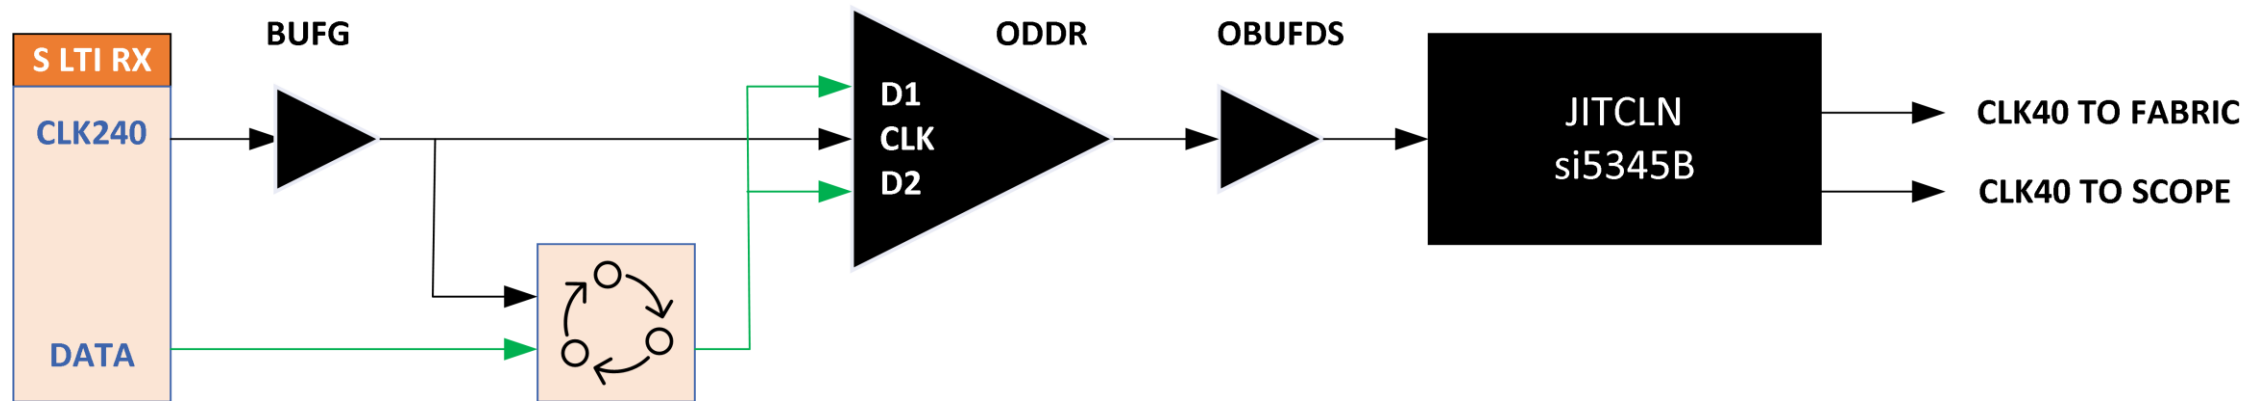 BUFG
ODDR
OBUFDS
S LTI RX
CLK240
DATA
D1
CLK
D2
JITCLN
si5345B
CLK40 TO FABRIC
CLK40 TO SCOPE